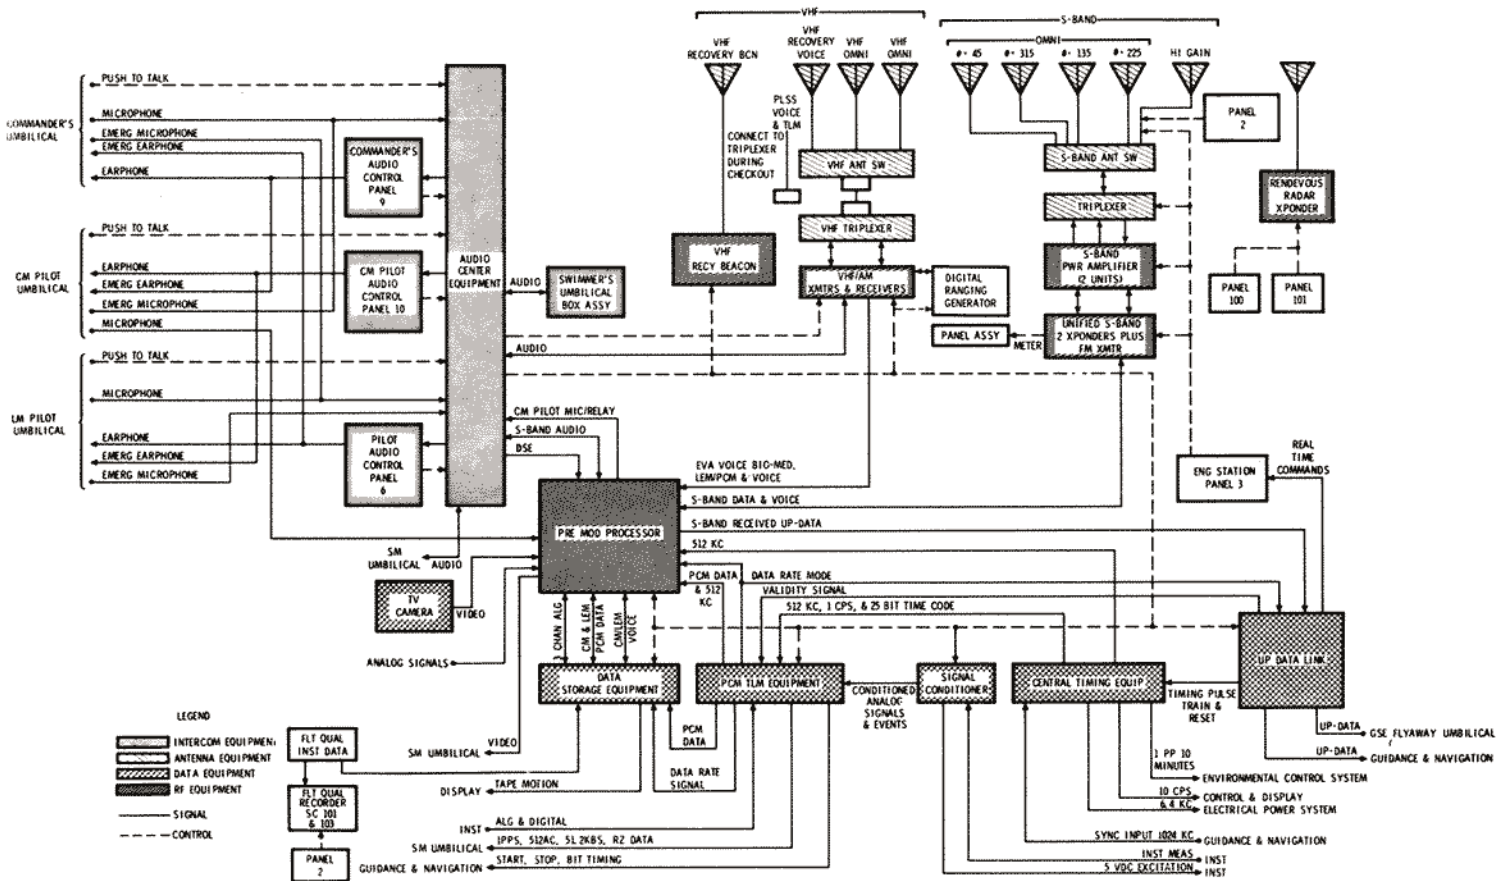 VHF
S-BAND
OMNI
VHF
RECOVERY BCN
VHF
RECOVERY
VOICE
VHF
OMNI
VHF
OMNI
θ- 45
θ- 315
θ- 135
θ- 225
HI GAIN
PANEL
2
PLSS
VOICE
& TLM
CONNECT TO
TRIPLEXER
DURING
CHECKOUT
VHF ANT SW
S-BAND ANT SW
RENDEVOUS
RADAR
XPONDER
TRIPLEXER
VHF TRIPLEXER
VHF
RECY BEACON
S-BAND
PWR AMPLIFIER
(2 UNITS)
VHF/AM
XMTRS & RECEIVERS
DIGITAL
RANGING
GENERATOR
PANEL
100
PANEL
101
PANEL ASSY
METER
UNIFIED S-BAND
2 XPONDERS PLUS
FM XMTR
COMMANDER'S
UMBILICAL
PUSH TO TALK
MICROPHONE
EMERG MICROPHONE
EMERG EARPHONE
EARPHONE
COMMANDER'S
AUDIO
CONTROL
PANEL
9
CM PILOT
UMBILICAL
PUSH TO TALK
EARPHONE
EMERG EARPHONE
EMERG MICROPHONE
MICROPHONE
CM PILOT
AUDIO
CONTROL
PANEL 10
LM PILOT
UMBILICAL
PUSH TO TALK
MICROPHONE
EARPHONE
EMERG EARPHONE
EMERG MICROPHONE
PILOT
AUDIO
CONTROL
PANEL
6
AUDIO
CENTER
EQUIPMENT
AUDIO
SWIMMER'S
UMBILICAL
BOX ASSY
AUDIO
CM PILOT MIC/RELAY
S-BAND AUDIO
DSE
EVA VOICE BIO-MED,
LEM/PCM & VOICE
S-BAND DATA & VOICE
S-BAND RECEIVED UP-DATA
512 KC
PRE MOD PROCESSOR
ENG STATION
PANEL 3
REAL
TIME
COMMANDS
SM
UMBILICAL
AUDIO
TV
CAMERA
VIDEO
ANALOG SIGNALS
PCM DATA
& 512
KC
DATA RATE MODE
VALIDITY SIGNAL
512 KC, 1 CPS, & 25 BIT TIME CODE
3 CHAN ALG
CM & LEM
PCM DATA
CM/LEM
VOICE
DATA
STORAGE EQUIPMENT
PCM TLM EQUIPMENT
SIGNAL
CONDITIONER
CENTRAL TIMING EQUIP
UP DATA LINK
CONDITIONED
ANALOG
SIGNALS
& EVENTS
TIMING PULSE
TRAIN &
RESET
LEGEND
INTERCOM EQUIPMENT
ANTENNA EQUIPMENT
DATA EQUIPMENT
RF EQUIPMENT
SIGNAL
CONTROL
FLT QUAL
INST DATA
FLT QUAL
RECORDER
SC 101
& 103
PANEL
2
SM UMBILICAL
VIDEO
DISPLAY
TAPE MOTION
PCM
DATA
DATA RATE
SIGNAL
INST
ALG & DIGITAL
SM UMBILICAL
1PPS, 512AC, 51.2KBS, RZ DATA
GUIDANCE & NAVIGATION
START, STOP, BIT TIMING
UP-DATA
GSE FLYAWAY UMBILICAL
UP-DATA
GUIDANCE & NAVIGATION
1 PP 10
MINUTES
ENVIRONMENTAL CONTROL SYSTEM
10 CPS
CONTROL & DISPLAY
6.4 KC
ELECTRICAL POWER SYSTEM
SYNC INPUT 1024 KC
GUIDANCE & NAVIGATION
INST MEAS
INST
5 VDC EXCITATION
INST